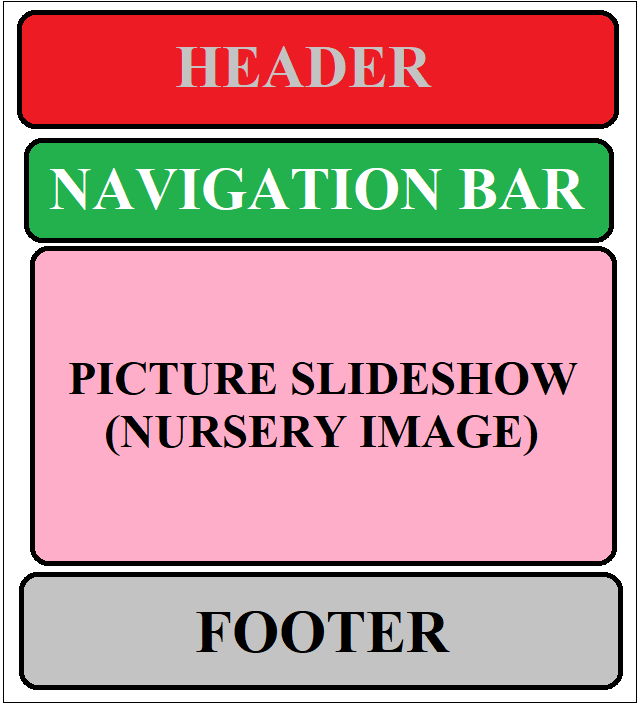 HEADER
NAVIGATION BAR
PICTURE SLIDESHOW
(NURSERY IMAGE)
FOOTER